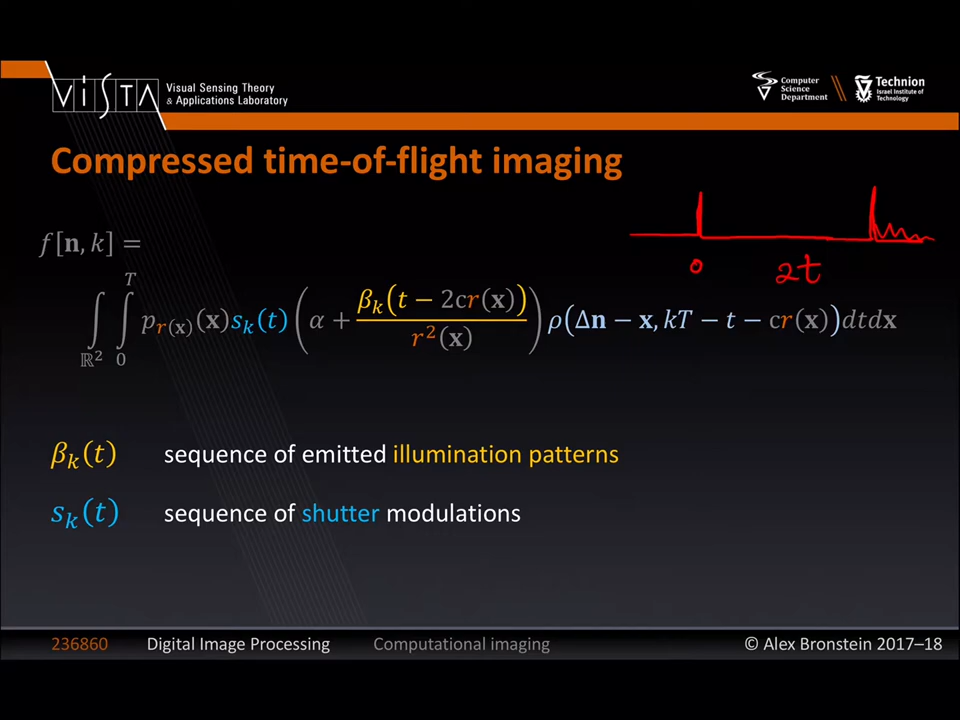 ViSTA Visual Sensing Theory & Applications Laboratory
Computer Science Department
Technion Israel Institute of Technology
Compressed time-of-flight imaging
0 2t
f[n, k] =
∫_ℝ² ∫_0^T p_r(x)(x)s_k(t)(α + β_k(t − 2cr(x)) / r²(x))ρ(Δn − x, kT − t − cr(x))dtdx
β_k(t) sequence of emitted illumination patterns
s_k(t) sequence of shutter modulations
236860 Digital Image Processing Computational imaging © Alex Bronstein 2017–18